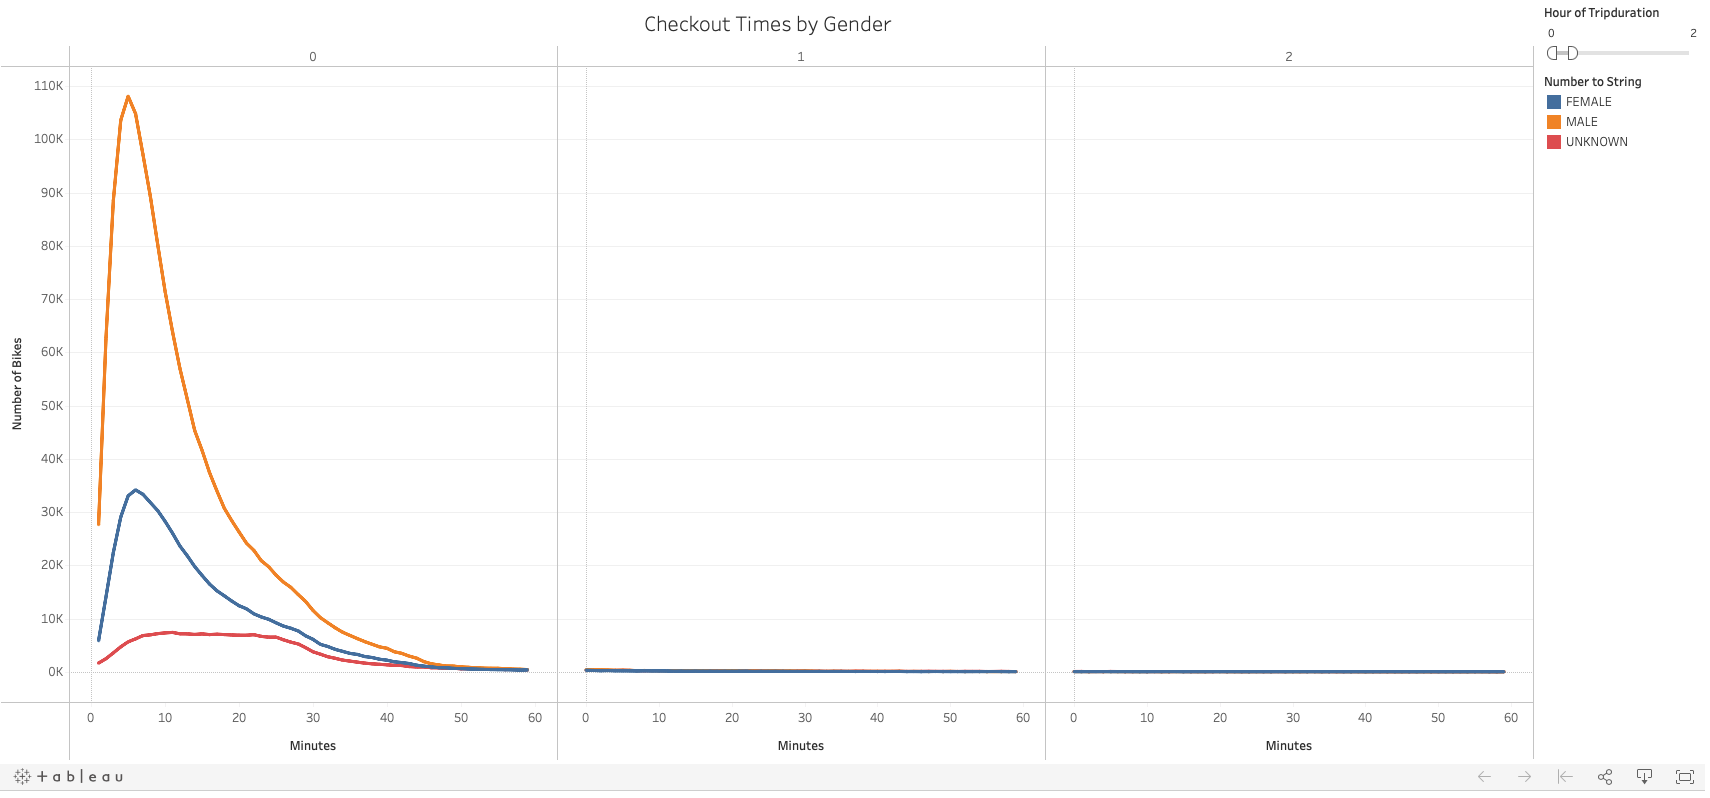 Checkout Times by Gender
0 1 2
110K
100K
90K
80K
70K
60K
50K
40K
30K
20K
10K
0K
Number of Bikes
0 10 20 30 40 50 60 0 10 20 30 40 50 60 0 10 20 30 40 50 60
Minutes Minutes Minutes
Hour of Tripduration
0 2
Number to String
FEMALE
MALE
UNKNOWN
+ableau